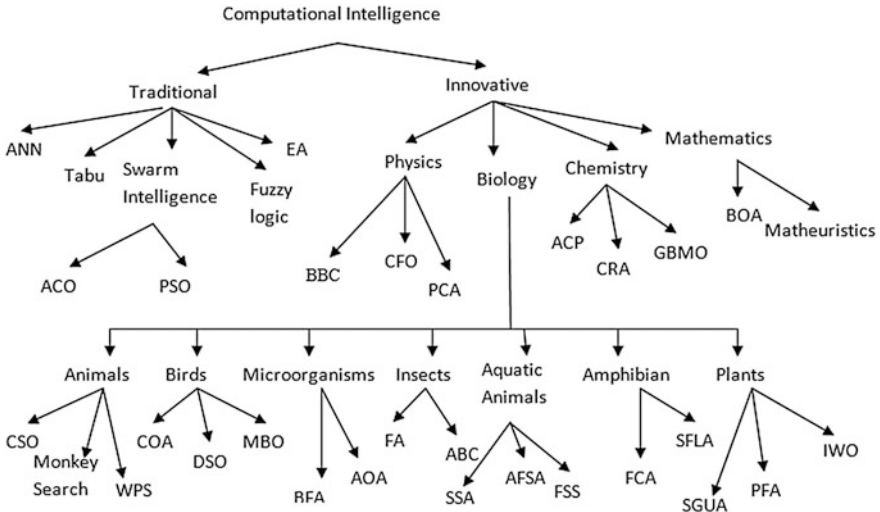 Computational Intelligence
Traditional
Innovative
ANN
Tabu
Swarm
Intelligence
Fuzzy
logic
EA
Physics
Biology
Chemistry
Mathematics
ACO
PSO
BBC
CFO
PCA
ACP
CRA
GBMO
BOA
Matheuristics
Animals
Birds
Microorganisms
Insects
Aquatic
Animals
Amphibian
Plants
CSO
Monkey
Search
WPS
COA
DSO
MBO
BFA
AOA
FA
ABC
SSA
AFSA
FSS
FCA
SFLA
SGUA
PFA
IWO